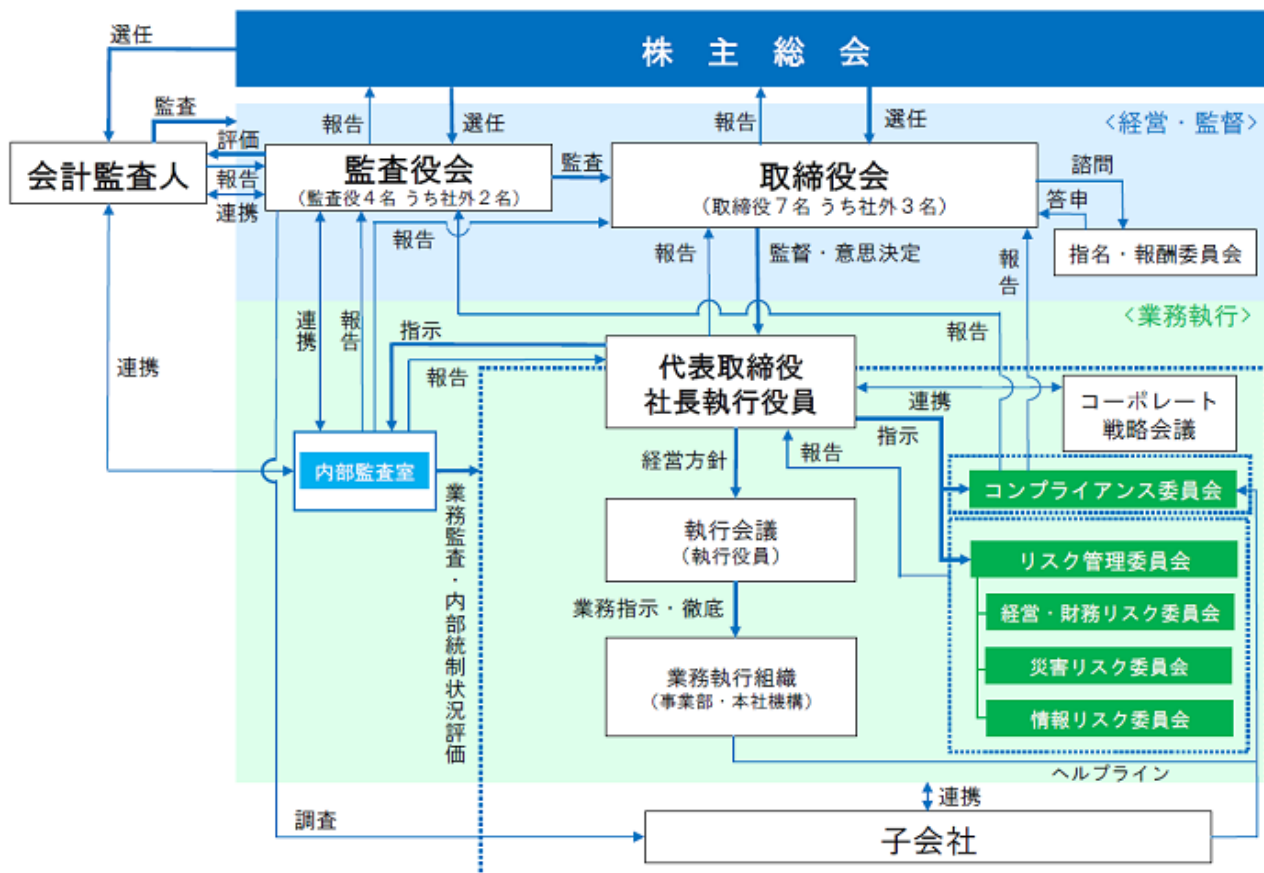 選任
株主総会
監査
報告
選任
報告
選任
<経営・監督>
評価
会計監査人
報告
連携
監査役会
(監査役4名 うち社外2名)
監査
取締役会
(取締役7名 うち社外3名)
諮問
答申
指名・報酬委員会
報告
報告
監督・意思決定
報告
<業務執行>
連携
連携
報告
指示
報告
代表取締役
社長執行役員
報告
連携
コーポレート
戦略会議
指示
報告
経営方針
内部監査室
コンプライアンス委員会
業務監査・内部統制状況評価
執行会議
(執行役員)
リスク管理委員会
経営・財務リスク委員会
業務指示・徹底
災害リスク委員会
業務執行組織
(事業部・本社機構)
情報リスク委員会
ヘルプライン
連携
調査
子会社